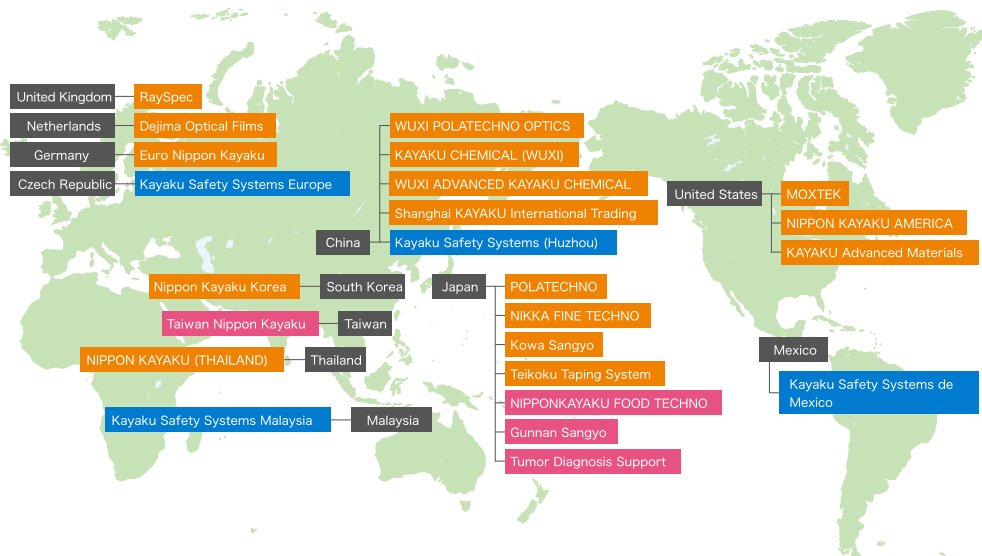 United Kingdom
RaySpec
Netherlands
Dejima Optical Films
Germany
Euro Nippon Kayaku
Czech Republic
Kayaku Safety Systems Europe
China
WUXI POLATECHNO OPTICS
KAYAKU CHEMICAL (WUXI)
WUXI ADVANCED KAYAKU CHEMICAL
Shanghai KAYAKU International Trading
Kayaku Safety Systems (Huzhou)
United States
MOXTEK
NIPPON KAYAKU AMERICA
KAYAKU Advanced Materials
Nippon Kayaku Korea
South Korea
Taiwan Nippon Kayaku
Taiwan
NIPPON KAYAKU (THAILAND)
Thailand
Kayaku Safety Systems Malaysia
Malaysia
Japan
POLATECHNO
NIKKA FINE TECHNO
Kowa Sangyo
Teikoku Taping System
NIPPONKAYAKU FOOD TECHNO
Gunnan Sangyo
Tumor Diagnosis Support
Mexico
Kayaku Safety Systems de
Mexico